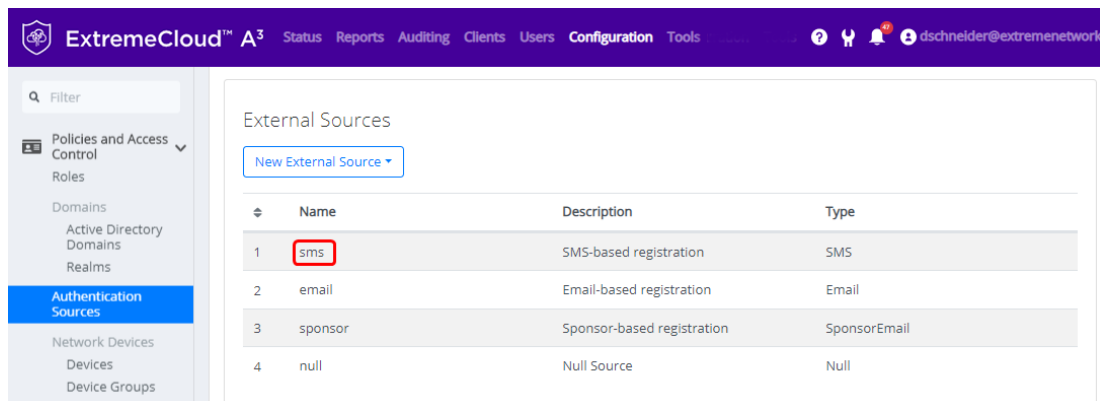 ExtremeCloud™ A³ Status Reports Auditing Clients Users Configuration Tools 47 dschneider@extremenetwork
Filter
Policies and Access
Control
Roles
Domains
Active Directory
Domains
Realms
Authentication
Sources
Network Devices
Devices
Device Groups
External Sources
New External Source
Name Description Type
1 sms SMS-based registration SMS
2 email Email-based registration Email
3 sponsor Sponsor-based registration SponsorEmail
4 null Null Source Null